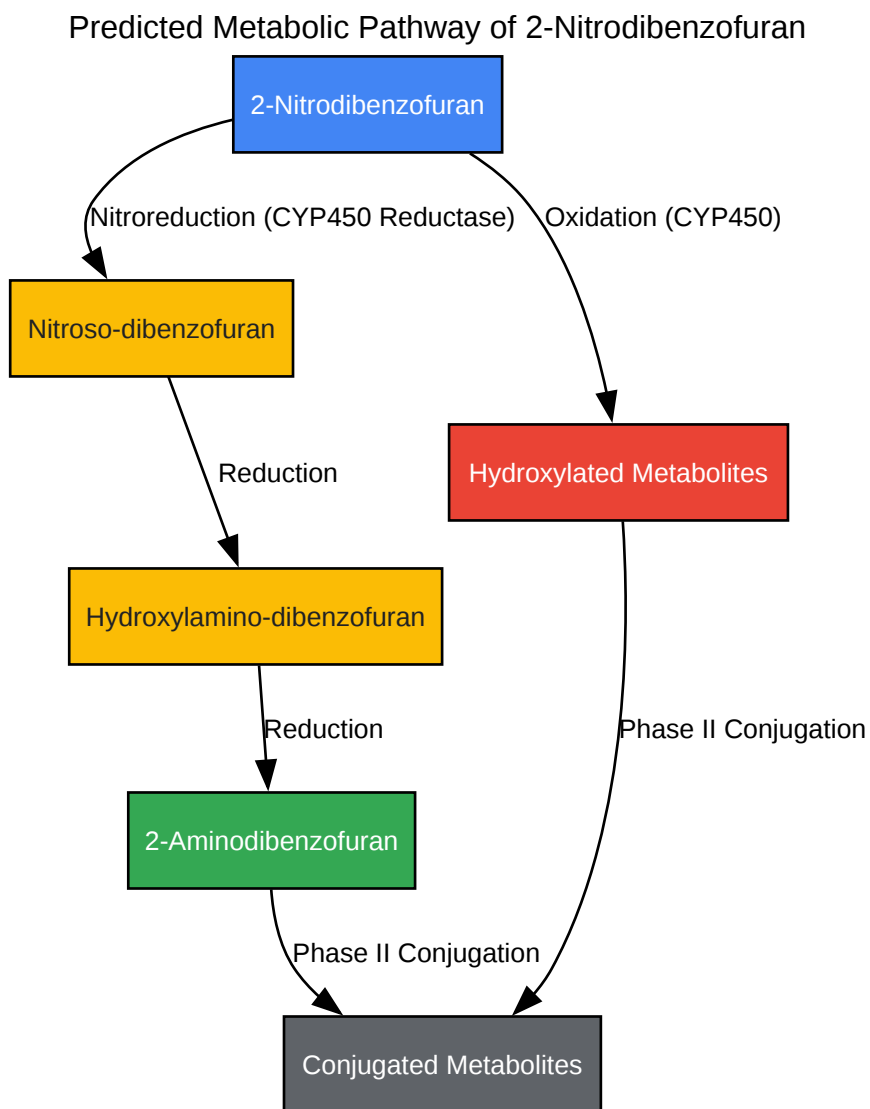 Predicted Metabolic Pathway of 2-Nitrodibenzofuran
2-Nitrodibenzofuran
Nitroreduction (CYP450 Reductase)
Oxidation (CYP450)
Nitroso-dibenzofuran
Reduction
Hydroxylated Metabolites
Hydroxylamino-dibenzofuran
Reduction
Phase II Conjugation
2-Aminodibenzofuran
Phase II Conjugation
Conjugated Metabolites